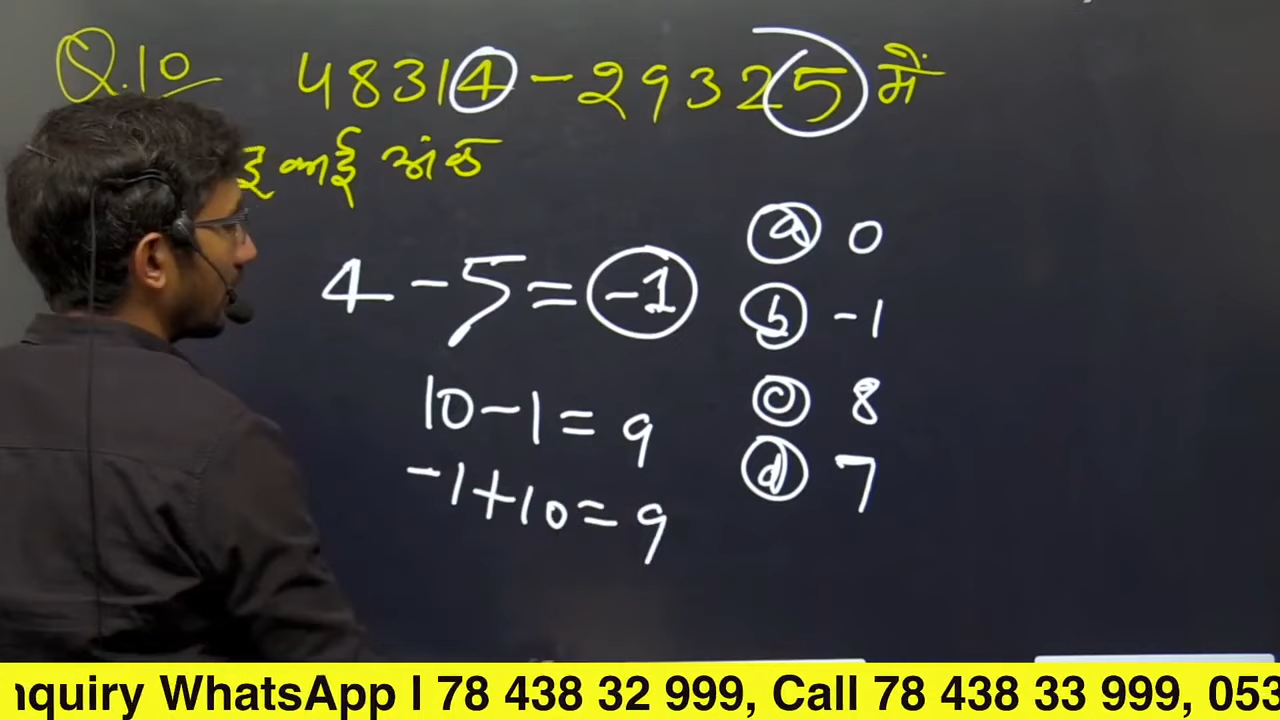 Q.10 48314 - 29325 में
इकाई अंक
4 - 5 = -1
10 - 1 = 9
-1 + 10 = 9
a 0
b -1
c 8
d 7
nquiry WhatsApp l 78 438 32 999, Call 78 438 33 999, 053